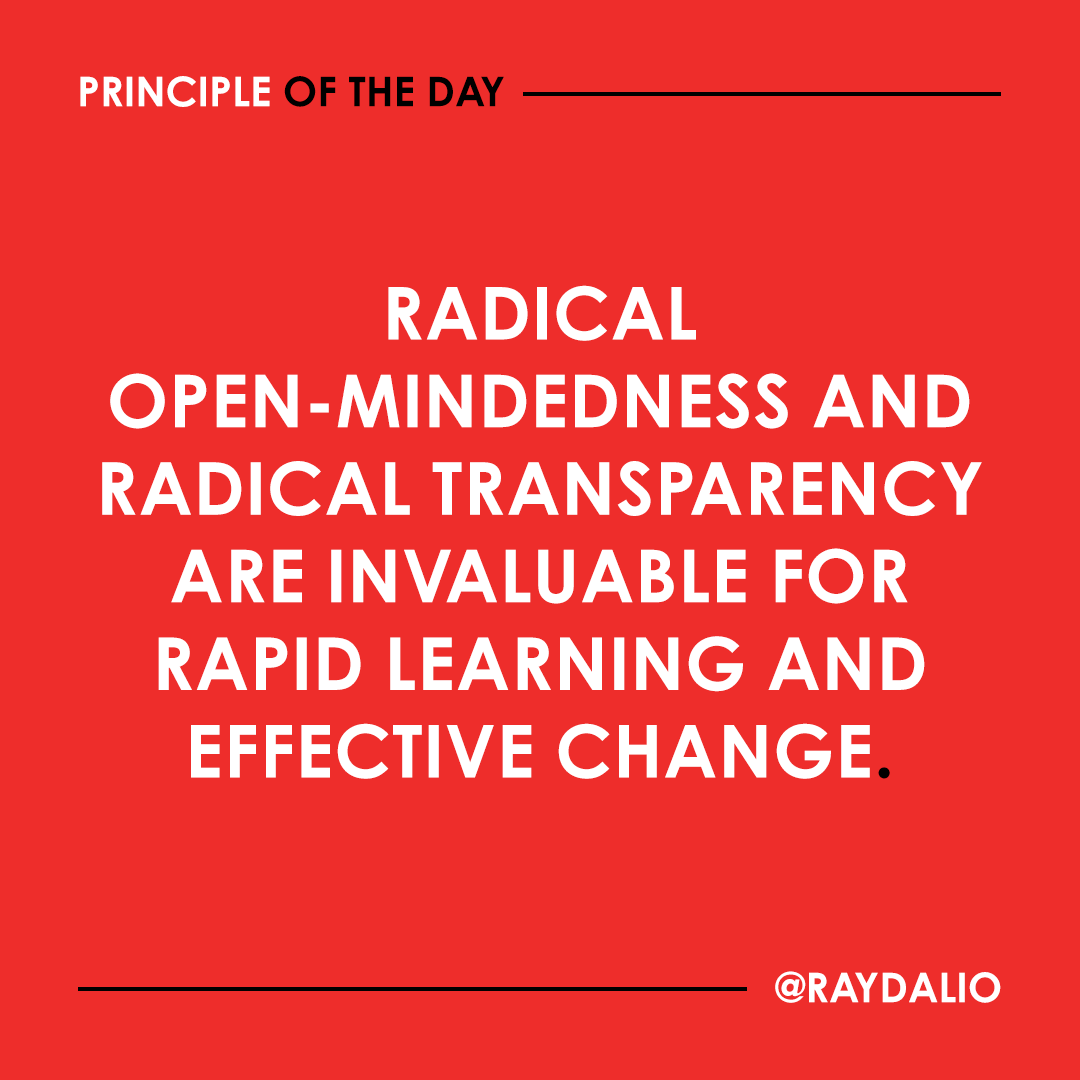 PRINCIPLE OF THE DAY
RADICAL
OPEN-MINDEDNESS AND
RADICAL TRANSPARENCY
ARE INVALUABLE FOR
RAPID LEARNING AND
EFFECTIVE CHANGE.
@RAYDALIO